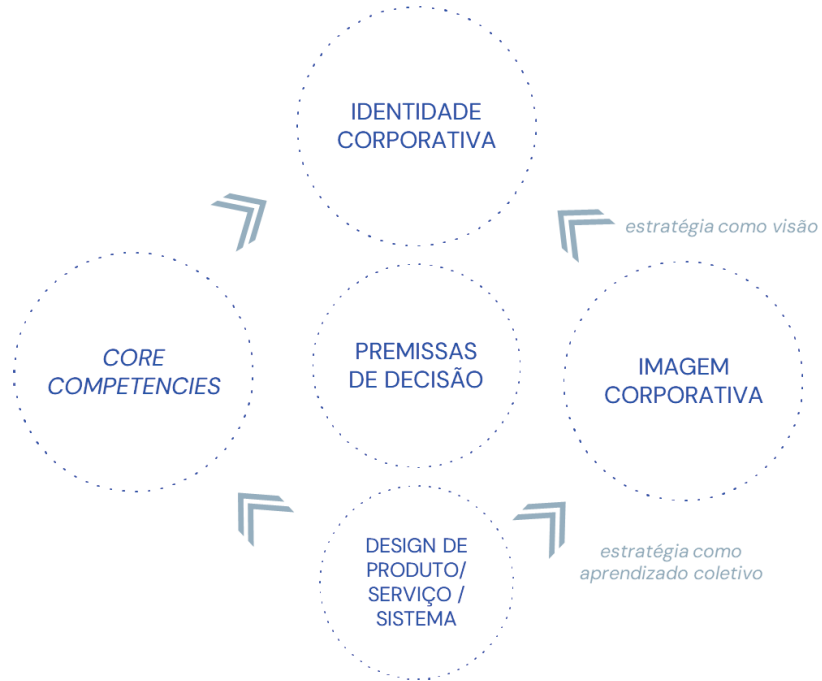 IDENTIDADE
CORPORATIVA
estratégia como visão
CORE
COMPETENCIES
PREMISSAS
DE DECISÃO
IMAGEM
CORPORATIVA
DESIGN DE
PRODUTO/
SERVIÇO /
SISTEMA
estratégia como
aprendizado coletivo